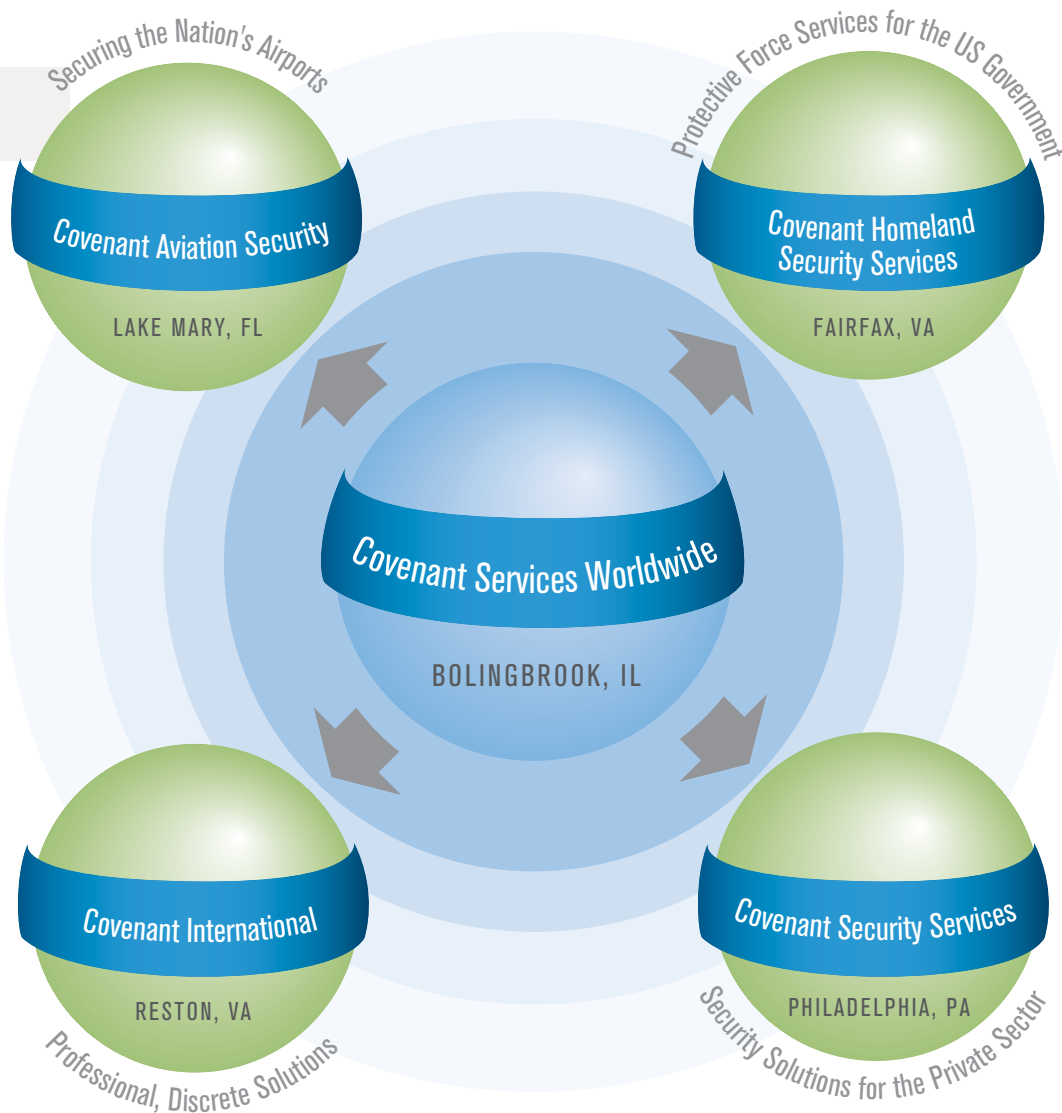 Securing the Nation's Airports
Covenant Aviation Security
LAKE MARY, FL
Protective Force Services for the US Government
Covenant Homeland
Security Services
FAIRFAX, VA
Covenant Services Worldwide
BOLINGBROOK, IL
Covenant International
RESTON, VA
Professional, Discrete Solutions
Covenant Security Services
PHILADELPHIA, PA
Security Solutions for the Private Sector